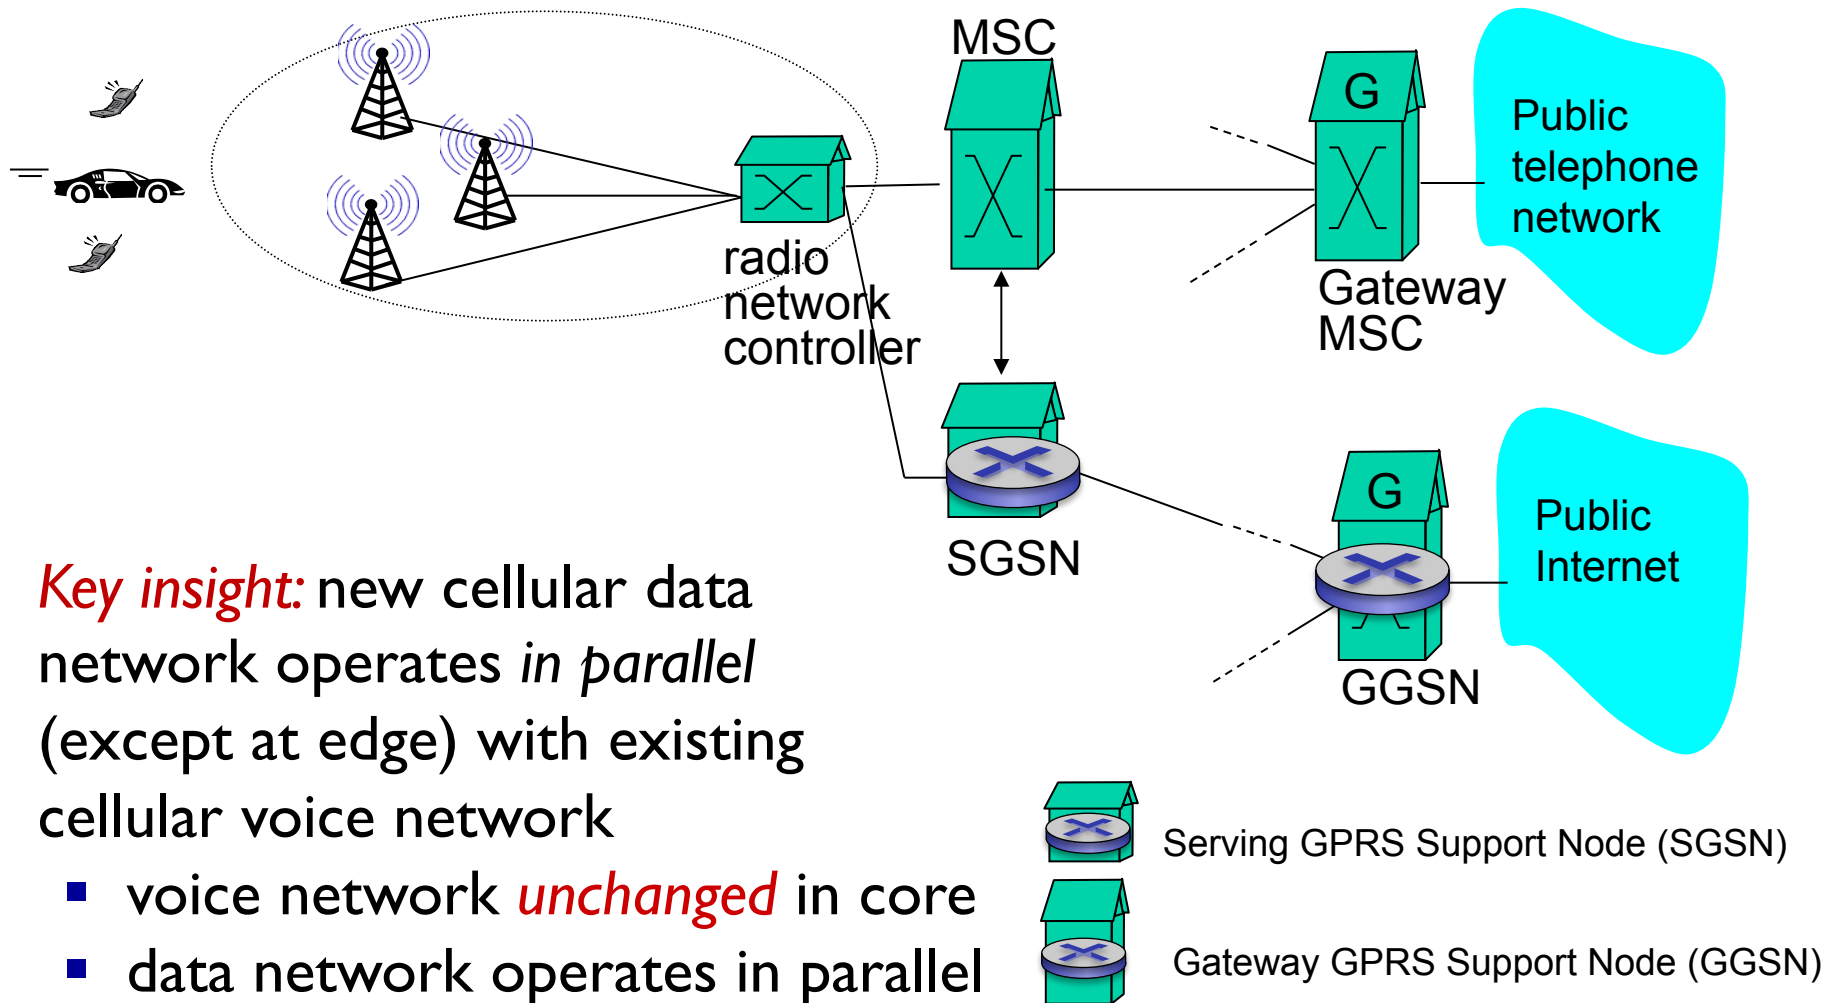 MSC
G
Public
telephone
network
radio
network
controller
Gateway
MSC
G
Public
Internet
SGSN
GGSN
Key insight: new cellular data
network operates in parallel
(except at edge) with existing
cellular voice network
▪ voice network unchanged in core
▪ data network operates in parallel
Serving GPRS Support Node (SGSN)
Gateway GPRS Support Node (GGSN)